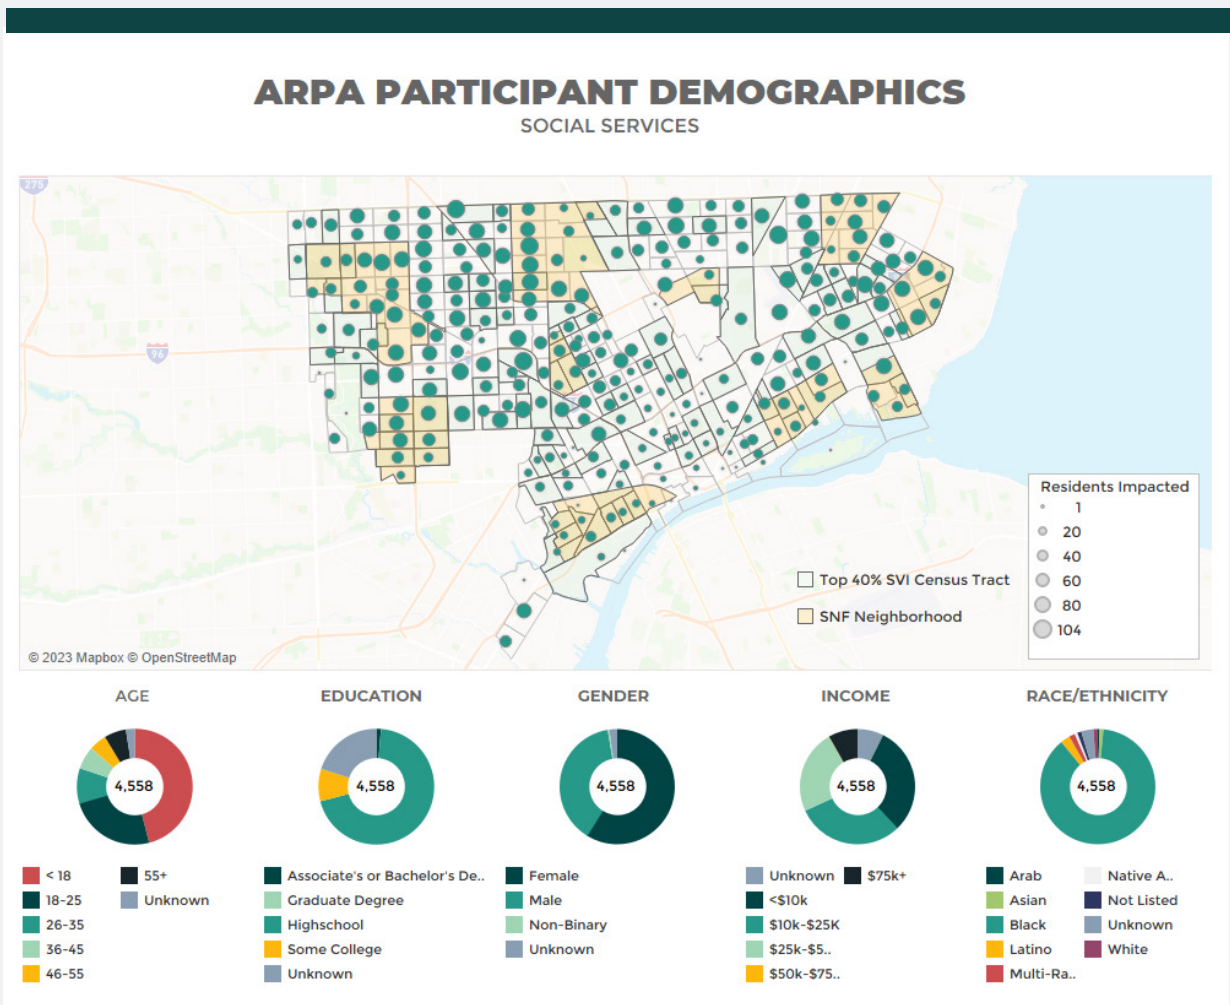 ARPA PARTICIPANT DEMOGRAPHICS
SOCIAL SERVICES
275
96
Residents Impacted
1
20
40
60
80
104
Top 40% SVI Census Tract
SNF Neighborhood
© 2023 Mapbox © OpenStreetMap
AGE
EDUCATION
GENDER
INCOME
RACE/ETHNICITY
4,558
4,558
4,558
4,558
4,558
< 18
18-25
26-35
36-45
46-55
55+
Unknown
Associate's or Bachelor's De..
Graduate Degree
Highschool
Some College
Unknown
Female
Male
Non-Binary
Unknown
Unknown
<$10k
$10k-$25K
$25k-$5..
$50k-$75..
$75k+
Arab
Asian
Black
Latino
Multi-Ra..
Native A..
Not Listed
Unknown
White